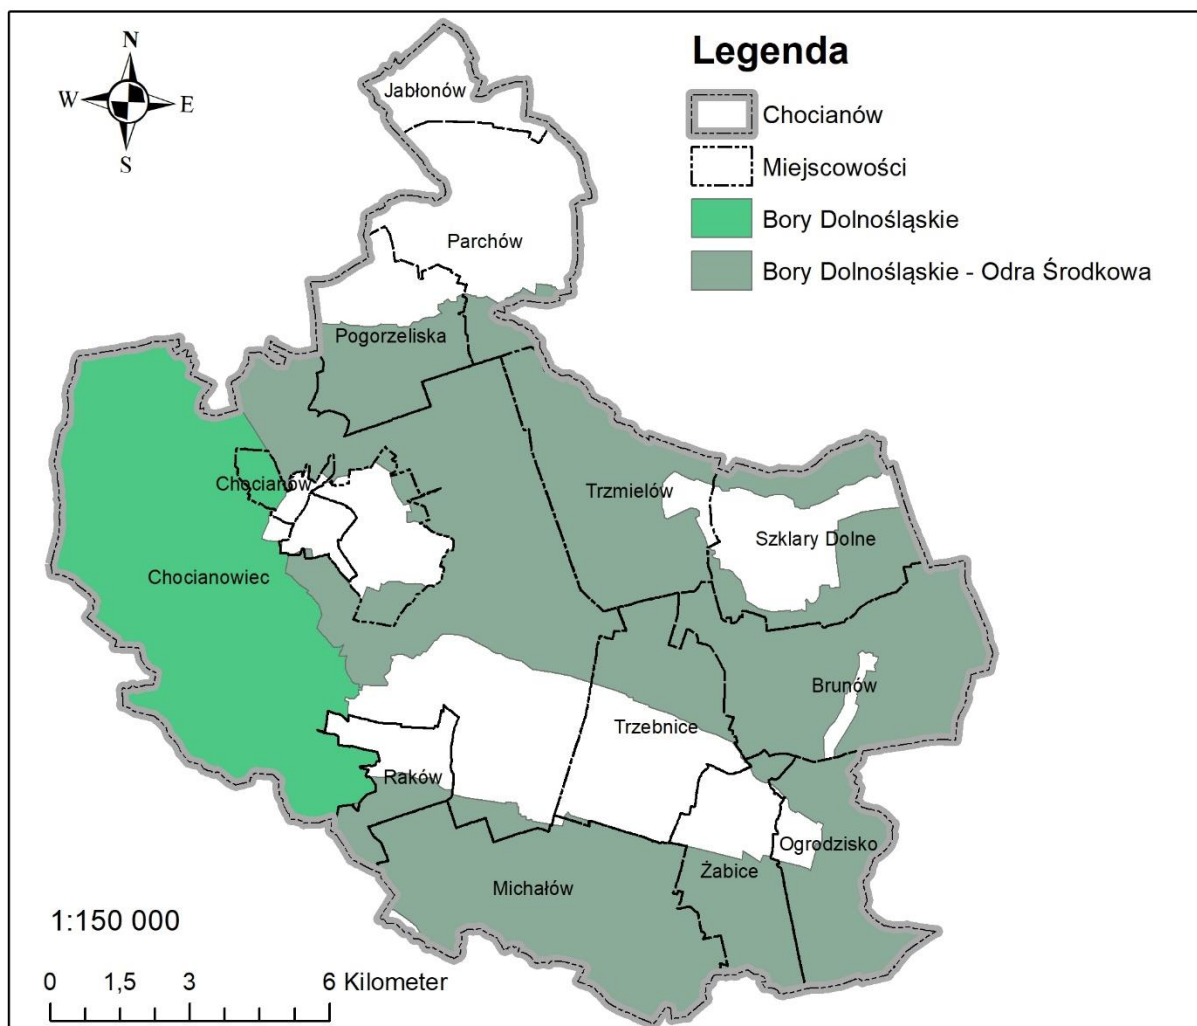 N
W E
S
Legenda
Chocianów
Miejscowości
Bory Dolnośląskie
Bory Dolnośląskie - Odra Środkowa
Jabłonów
Parchów
Pogorzeliska
Chocianów
Trzmielów
Szklary Dolne
Chocianowiec
Brunów
Trzebnice
Raków
Ogrodzisko
Żabice
Michałów
1:150 000
0 1,5 3 6 Kilometer